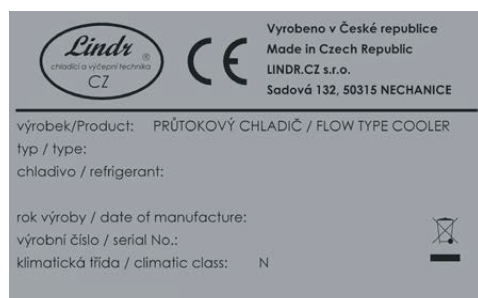 Lindr ®
chladicí a výčepní technika
CZ
CE
Vyrobeno v České republice
Made in Czech Republic
LINDR.CZ s.r.o.
Sadová 132, 50315 NECHANICE
výrobek/Product: PRŮTOKOVÝ CHLADIČ / FLOW TYPE COOLER
typ / type:
chladivo / refrigerant:
rok výroby / date of manufacture:
výrobní číslo / serial No.:
klimatická třída / climatic class: N